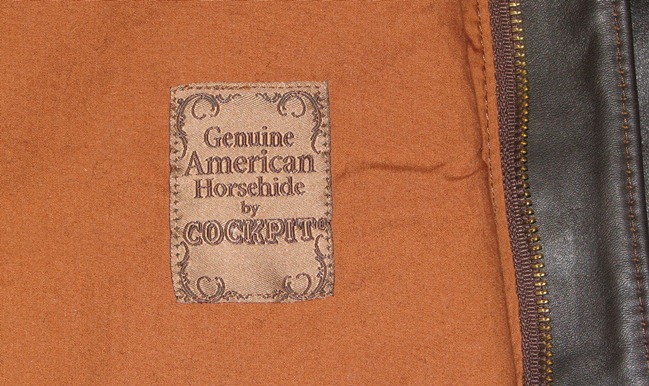 Genuine
American
Horsehide
by
COCKPIT®